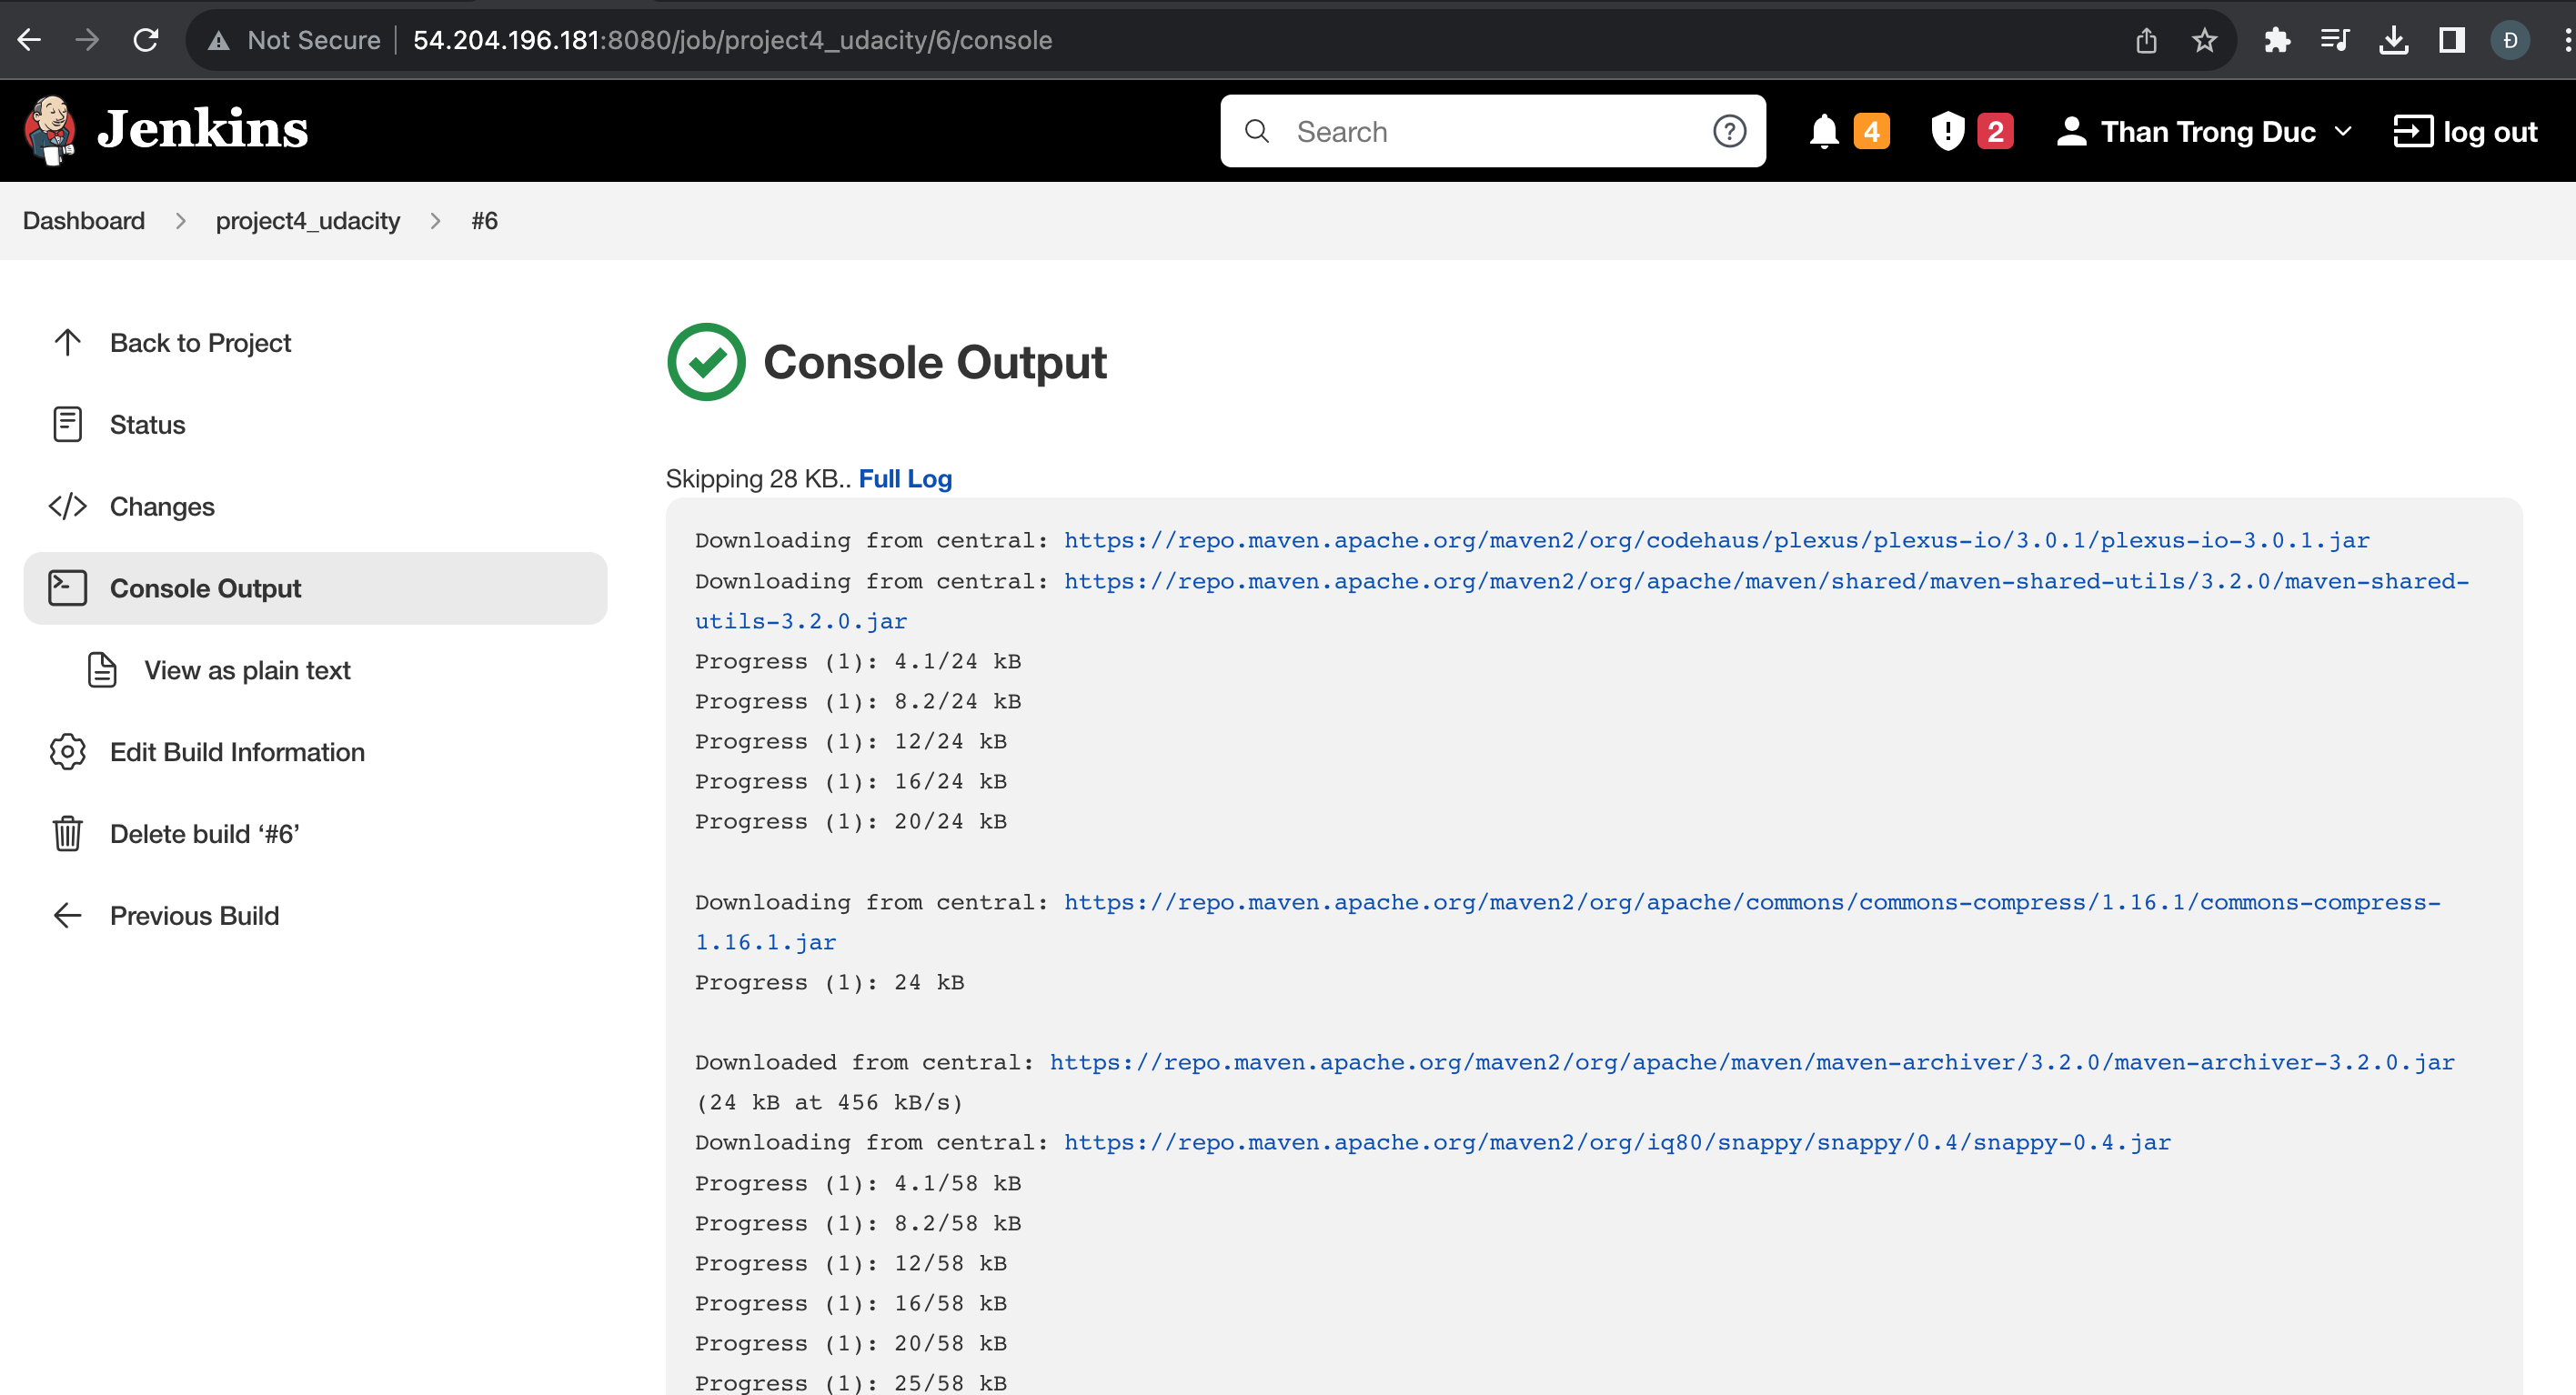 Not Secure 54.204.196.181:8080/job/project4_udacity/6/console Đ
Jenkins Search 4 2 Than Trong Duc log out
Dashboard project4_udacity #6
Back to Project
Status
Changes
Console Output
View as plain text
Edit Build Information
Delete build ‘#6’
Previous Build
Console Output
Skipping 28 KB.. Full Log
Downloading from central: https://repo.maven.apache.org/maven2/org/codehaus/plexus/plexus-io/3.0.1/plexus-io-3.0.1.jar
Downloading from central: https://repo.maven.apache.org/maven2/org/apache/maven/shared/maven-shared-utils/3.2.0/maven-shared-
utils-3.2.0.jar
Progress (1): 4.1/24 kB
Progress (1): 8.2/24 kB
Progress (1): 12/24 kB
Progress (1): 16/24 kB
Progress (1): 20/24 kB
Downloading from central: https://repo.maven.apache.org/maven2/org/apache/commons/commons-compress/1.16.1/commons-compress-
1.16.1.jar
Progress (1): 24 kB
Downloaded from central: https://repo.maven.apache.org/maven2/org/apache/maven/maven-archiver/3.2.0/maven-archiver-3.2.0.jar
(24 kB at 456 kB/s)
Downloading from central: https://repo.maven.apache.org/maven2/org/iq80/snappy/snappy/0.4/snappy-0.4.jar
Progress (1): 4.1/58 kB
Progress (1): 8.2/58 kB
Progress (1): 12/58 kB
Progress (1): 16/58 kB
Progress (1): 20/58 kB
Progress (1): 25/58 kB